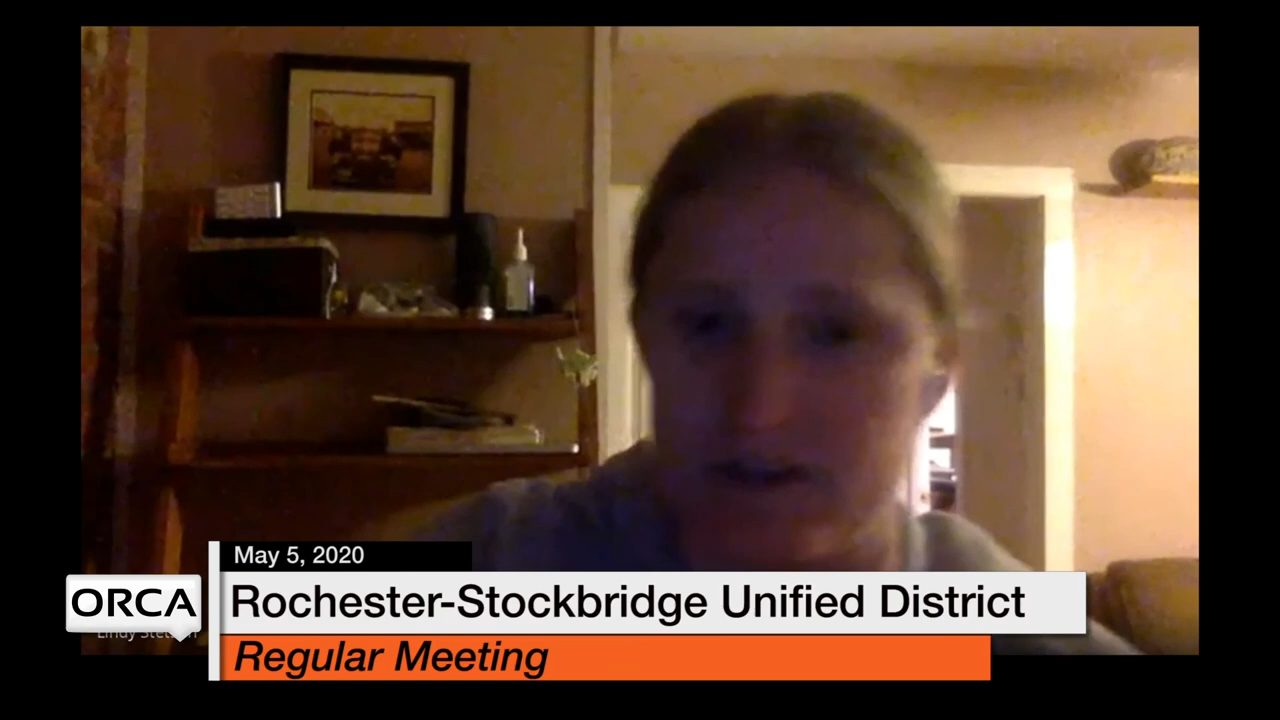 May 5, 2020
ORCA
Rochester-Stockbridge Unified District
Regular Meeting